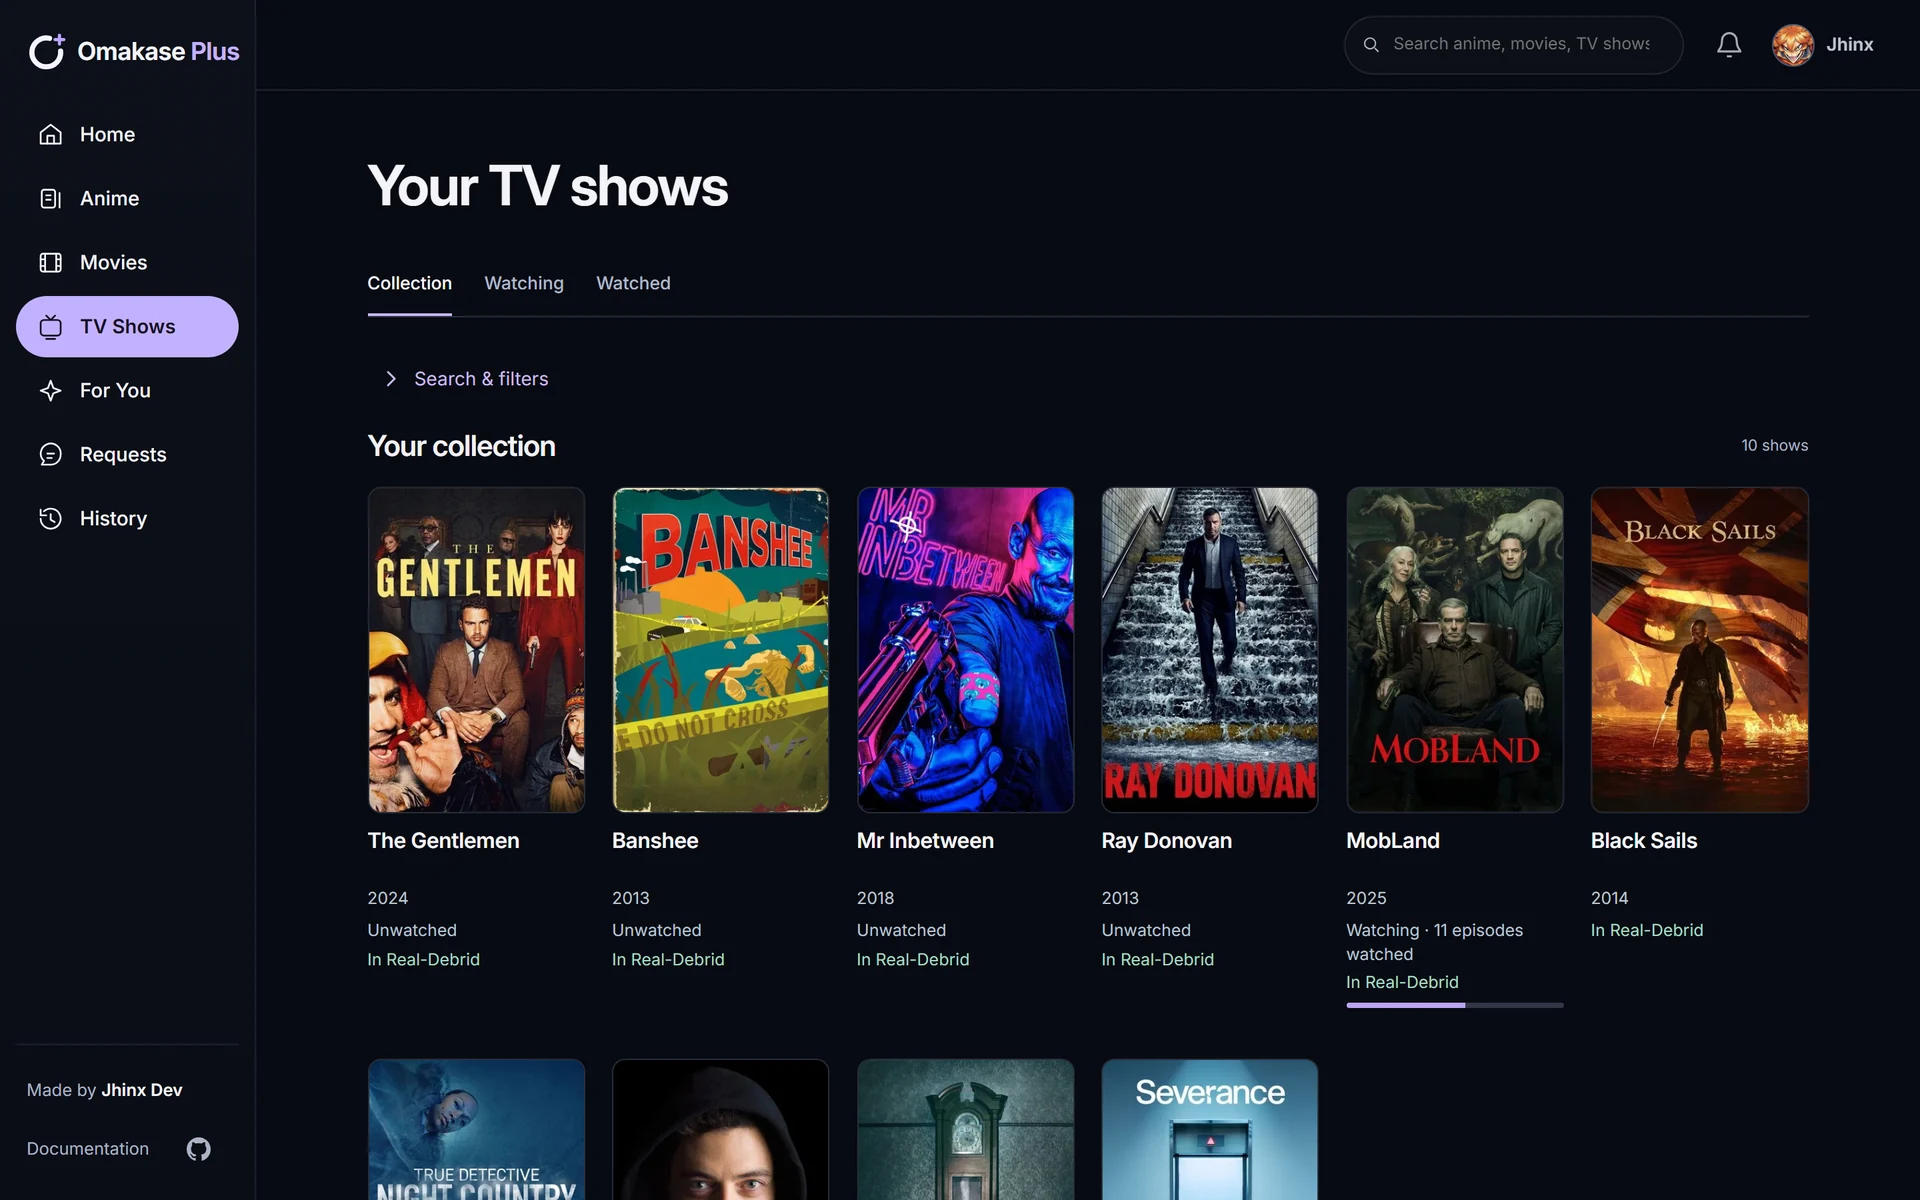 Omakase Plus
Search anime, movies, TV shows
Jhinx
Home
Anime
Movies
TV Shows
For You
Requests
History
Your TV shows
Collection
Watching
Watched
Search & filters
Your collection
10 shows
THE
GENTLEMEN
BANSHEE
DO NOT CROSS
MR
INBETWEEN
RAY DONOVAN
MOBLAND
BLACK SAILS
The Gentlemen
Banshee
Mr Inbetween
Ray Donovan
MobLand
Black Sails
2024
Unwatched
In Real-Debrid
2013
Unwatched
In Real-Debrid
2018
Unwatched
In Real-Debrid
2013
Unwatched
In Real-Debrid
2025
Watching · 11 episodes
watched
In Real-Debrid
2014
In Real-Debrid
TRUE DETECTIVE
NIGHT COUNTRY
Severance
Made by Jhinx Dev
Documentation